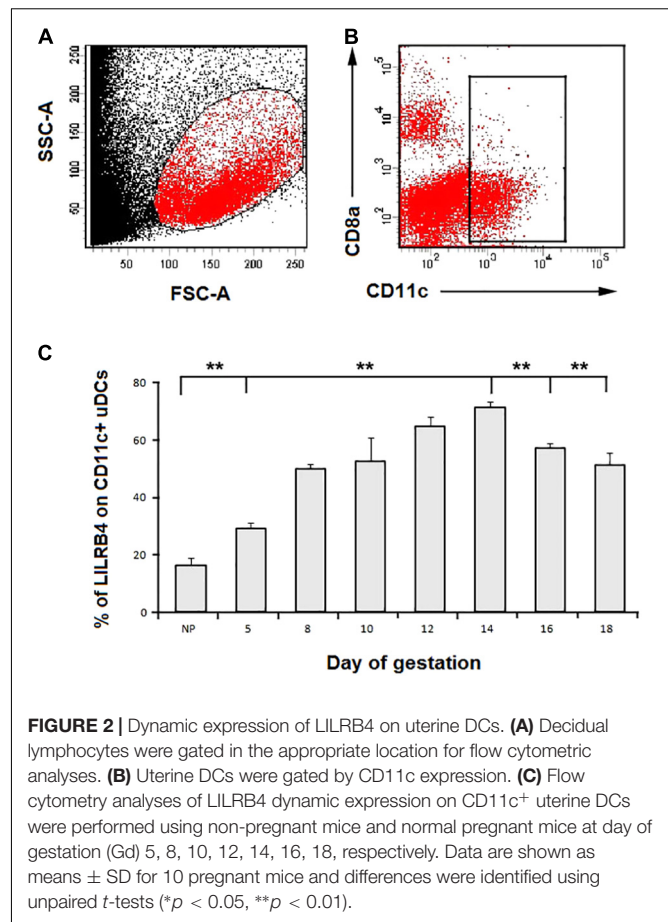 A
SSC-A
250
200
150
100
50
50 100 150 200 250
FSC-A
B
CD8a
10^5
10^4
10^3
10^2
10^2 10^3 10^4 10^5
CD11c
C
** ** ** **
% of LILRB4 on CD11c+ uDCs
80
60
40
20
0
NP 5 8 10 12 14 16 18
Day of gestation
FIGURE 2 | Dynamic expression of LILRB4 on uterine DCs. (A) Decidual
lymphocytes were gated in the appropriate location for flow cytometric
analyses. (B) Uterine DCs were gated by CD11c expression. (C) Flow
cytometry analyses of LILRB4 dynamic expression on CD11c⁺ uterine DCs
were performed using non-pregnant mice and normal pregnant mice at day of
gestation (Gd) 5, 8, 10, 12, 14, 16, 18, respectively. Data are shown as
means ± SD for 10 pregnant mice and differences were identified using
unpaired t-tests (*p < 0.05, **p < 0.01).